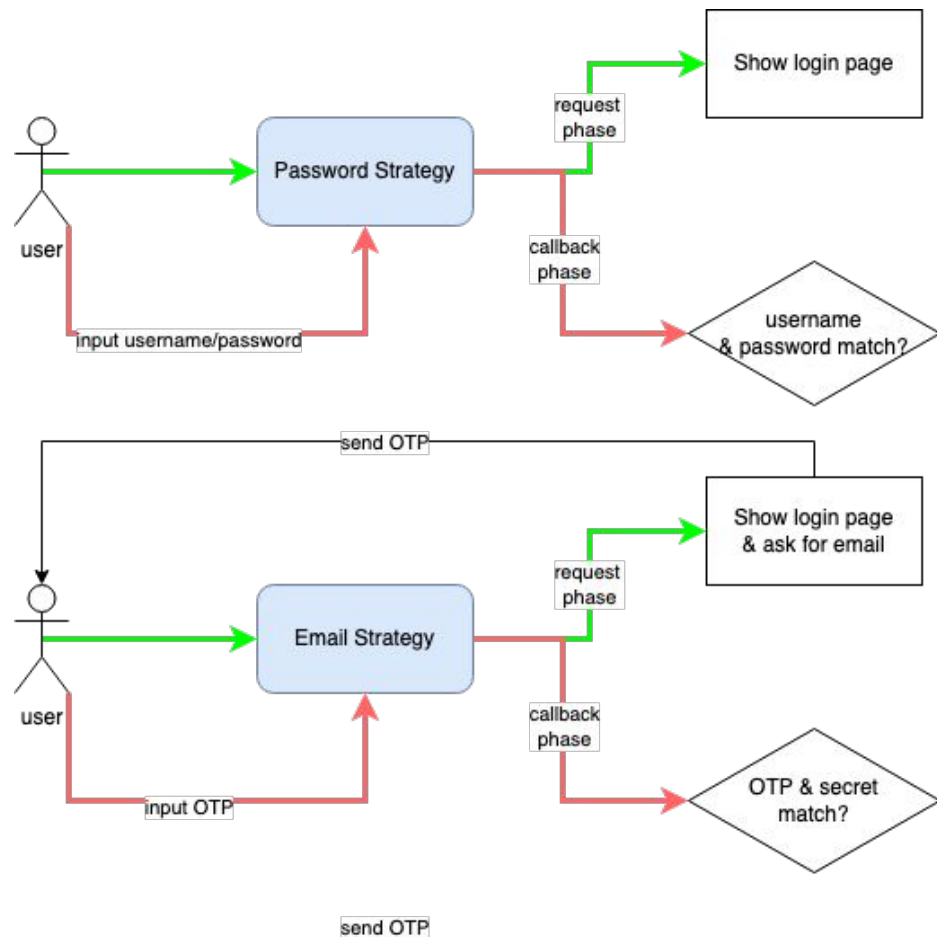 Show login page
request
phase
Password Strategy
user
callback
phase
input username/password
username
& password match?
send OTP
Show login page
& ask for email
request
phase
Email Strategy
user
callback
phase
input OTP
OTP & secret
match?
send OTP